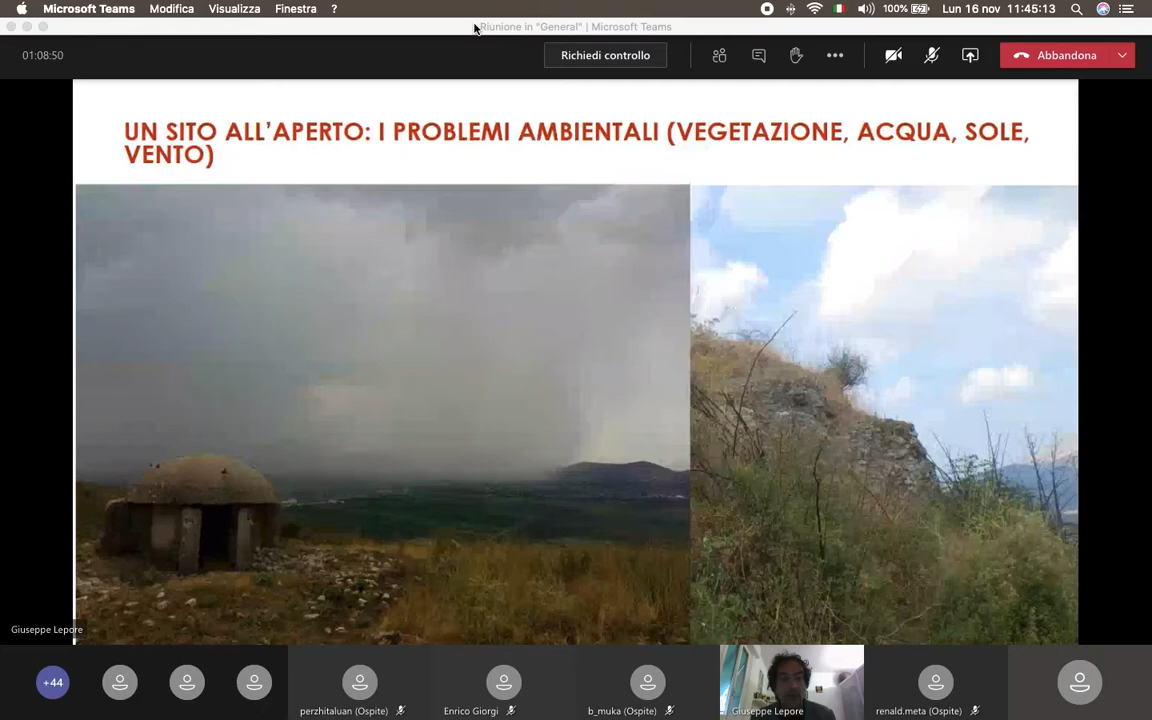 Microsoft Teams Modifica Visualizza Finestra ? 100% Lun 16 nov 11:45:13
Riunione in "General" | Microsoft Teams
01:08:50 Richiedi controllo Abbandona
UN SITO ALL'APERTO: I PROBLEMI AMBIENTALI (VEGETAZIONE, ACQUA, SOLE,
VENTO)
Giuseppe Lepore
+44 perzhitaluan (Ospite) Enrico Giorgi b_muka (Ospite) Giuseppe Lepore renald.meta (Ospite)